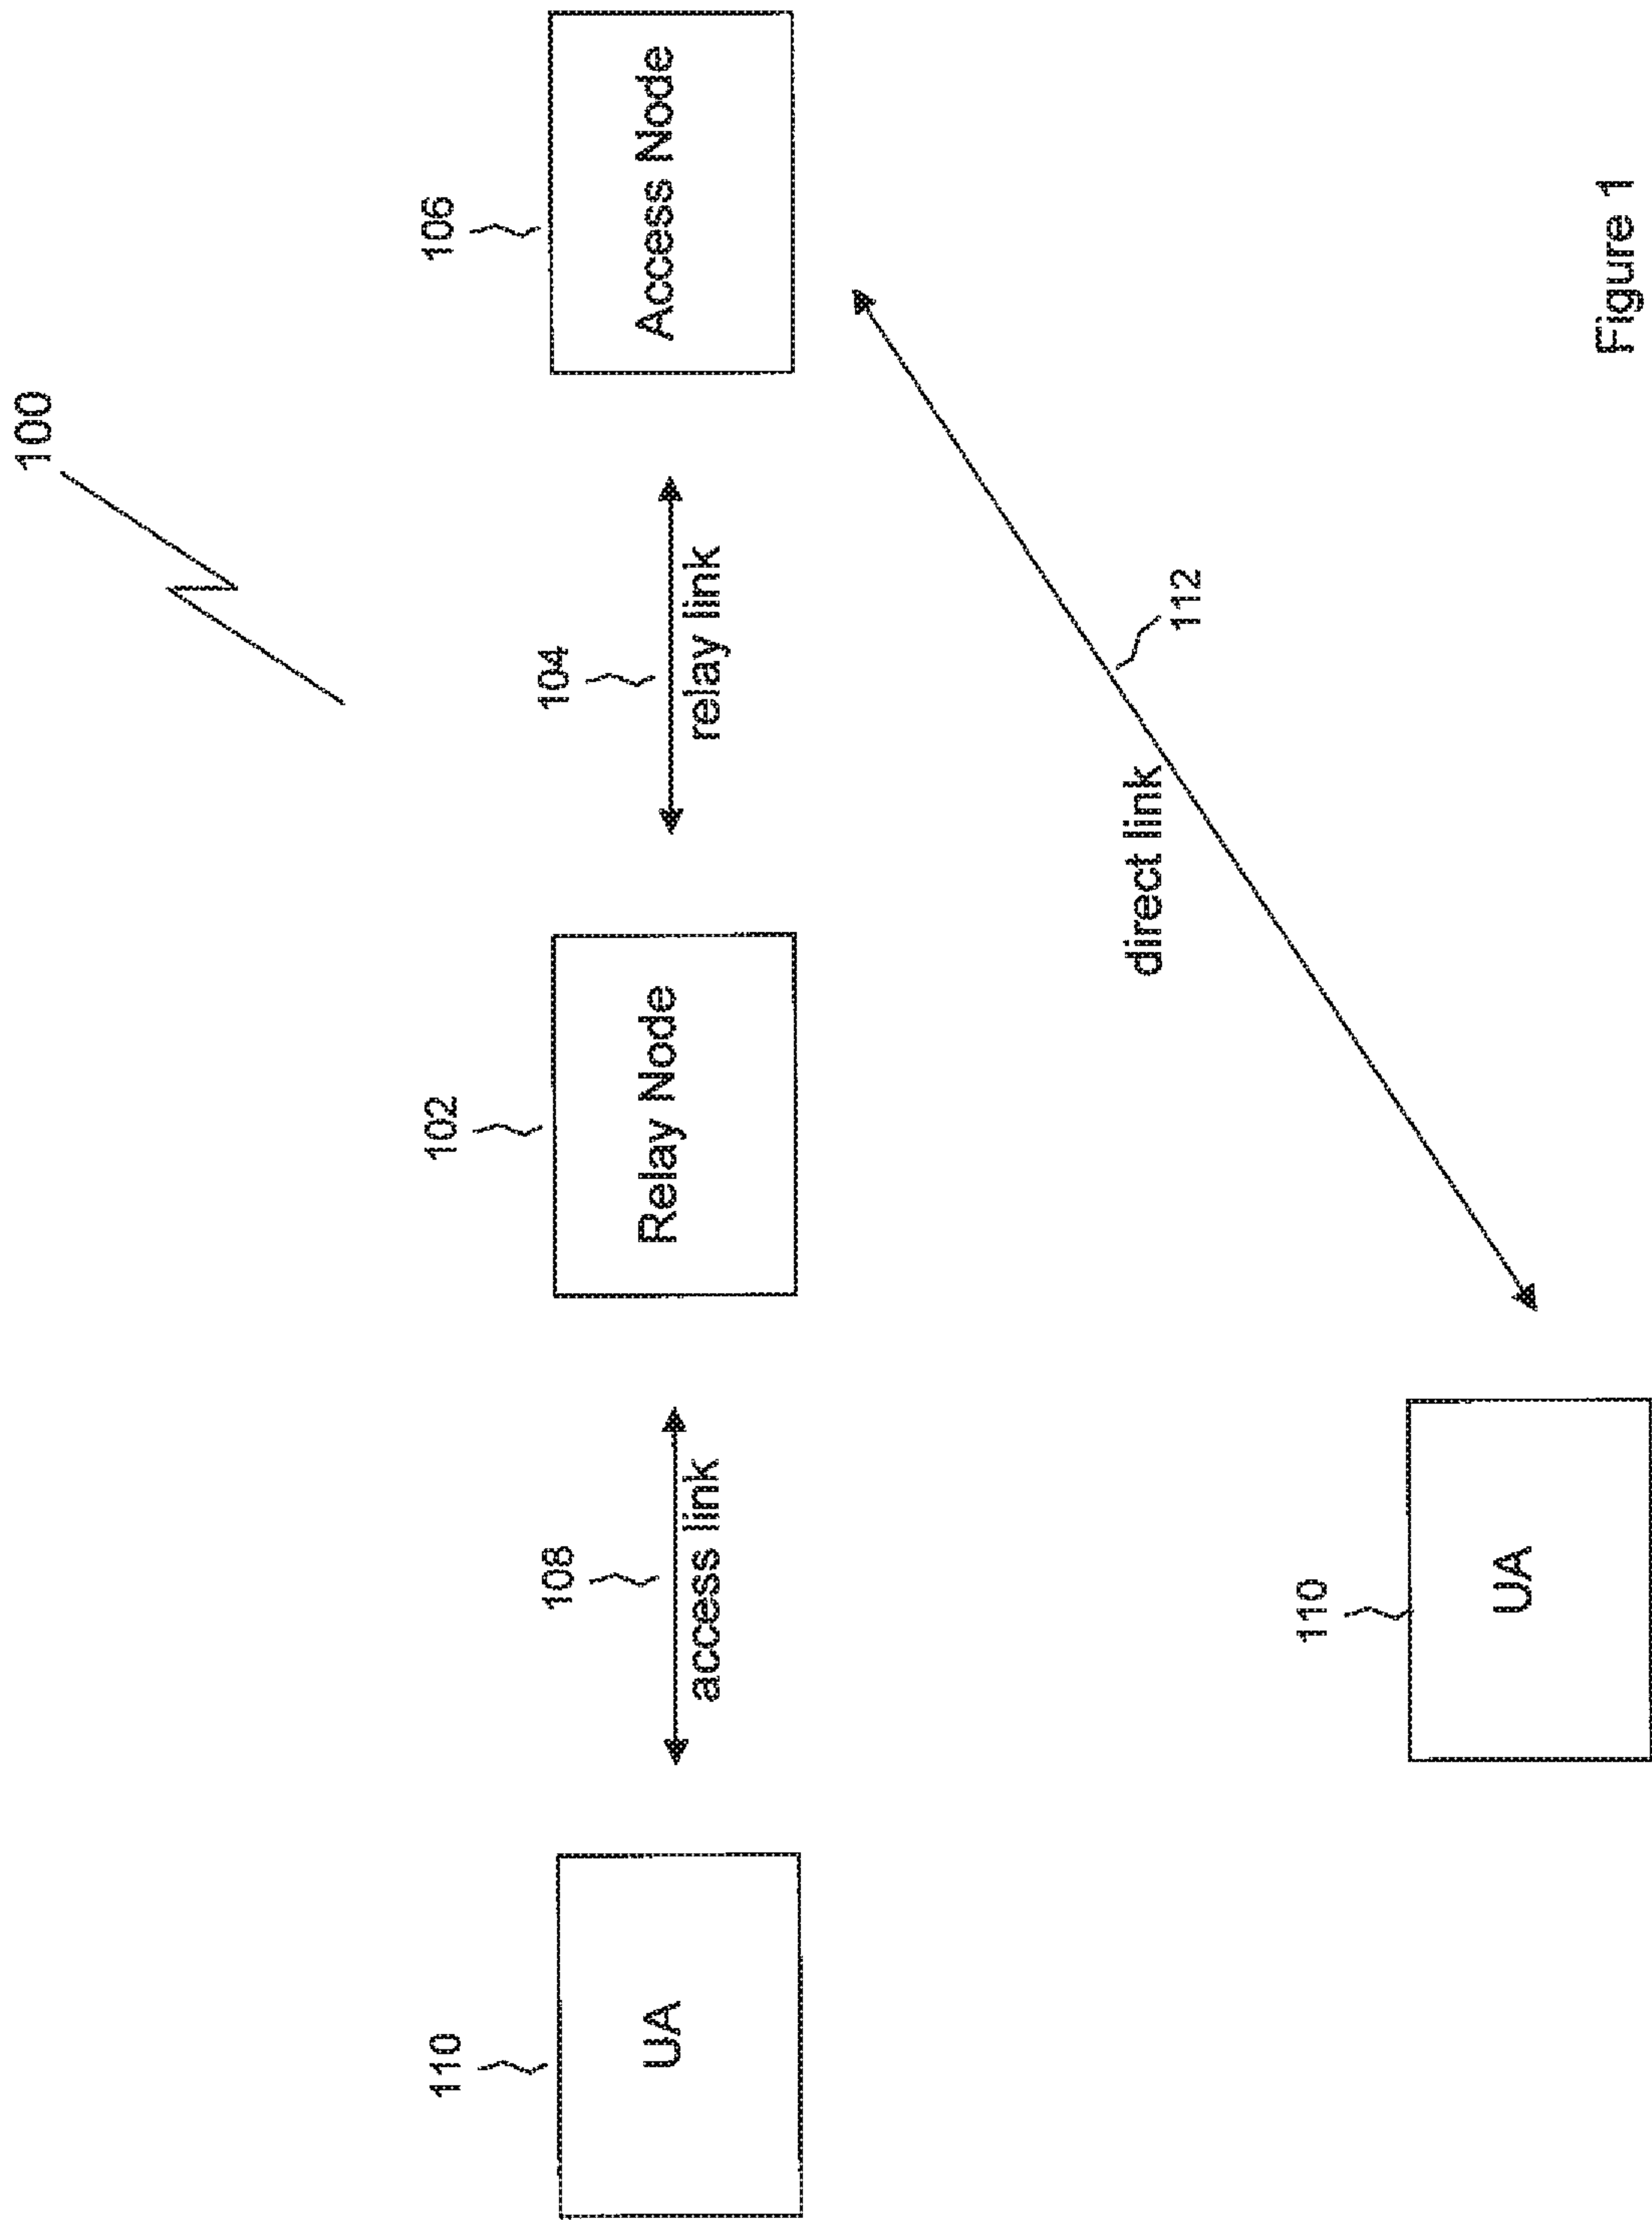 100
110
108
102
104
106
UA
access link
Relay Node
relay link
Access Node
direct link
112
110
UA
Figure 1